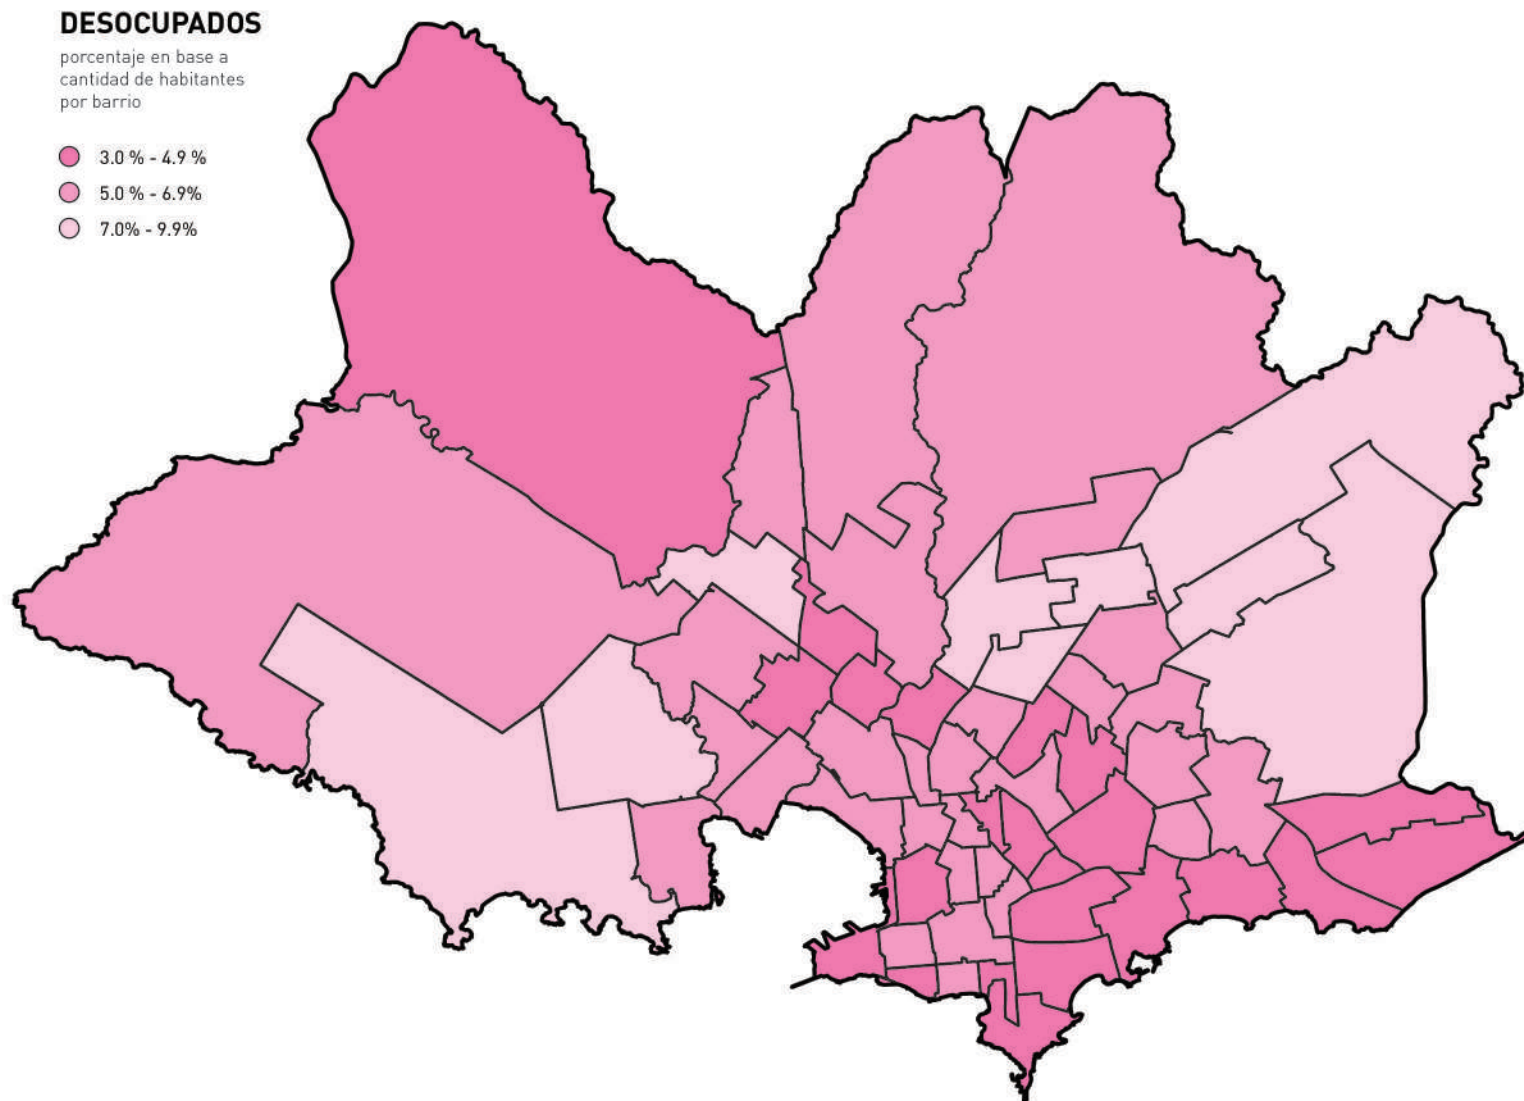 DESOCUPADOS
porcentaje en base a
cantidad de habitantes
por barrio
3.0 % - 4.9 %
5.0 % - 6.9%
7.0% - 9.9%